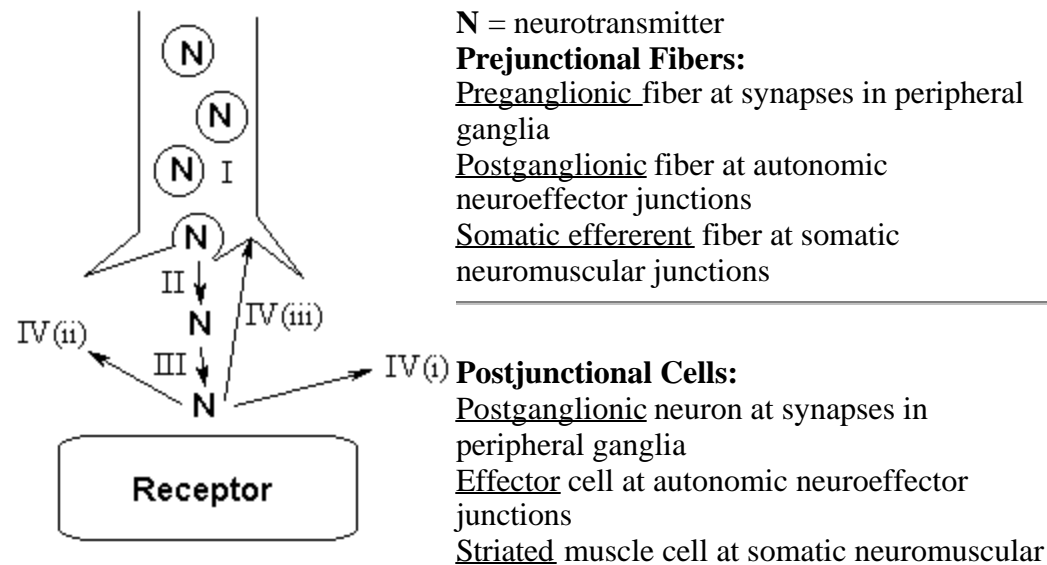 N = neurotransmitter
Prejunctional Fibers:
Preganglionic fiber at synapses in peripheral
ganglia
Postganglionic fiber at autonomic
neuroeffector junctions
Somatic effererent fiber at somatic
neuromuscular junctions
Postjunctional Cells:
Postganglionic neuron at synapses in
peripheral ganglia
Effector cell at autonomic neuroeffector
junctions
Striated muscle cell at somatic neuromuscular
N
N
N I
N
II
N
IV(iii)
IV(ii)
III
IV(i)
N
Receptor